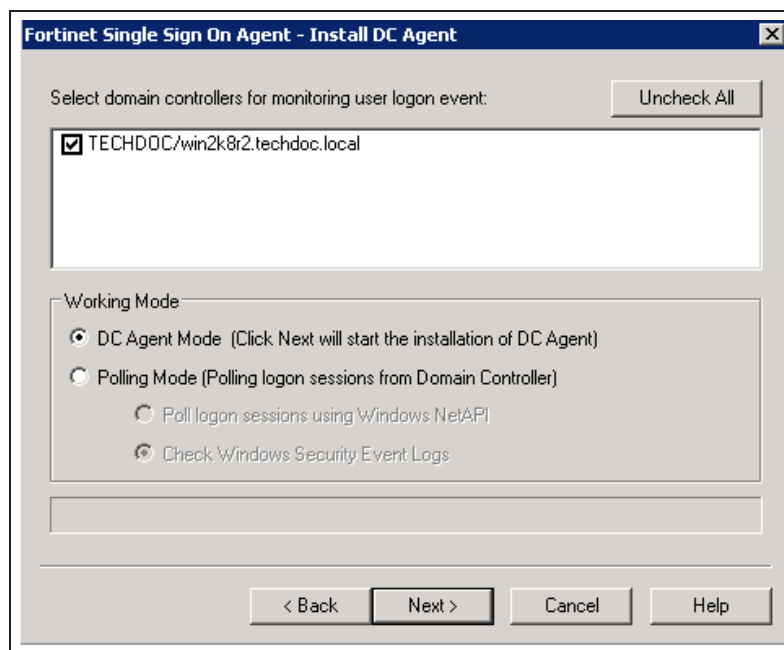 Fortinet Single Sign On Agent - Install DC Agent
Select domain controllers for monitoring user logon event:
Uncheck All
TECHDOC/win2k8r2.techdoc.local
Working Mode
DC Agent Mode (Click Next will start the installation of DC Agent)
Polling Mode (Polling logon sessions from Domain Controller)
Poll logon sessions using Windows NetAPI
Check Windows Security Event Logs
< Back
Next >
Cancel
Help